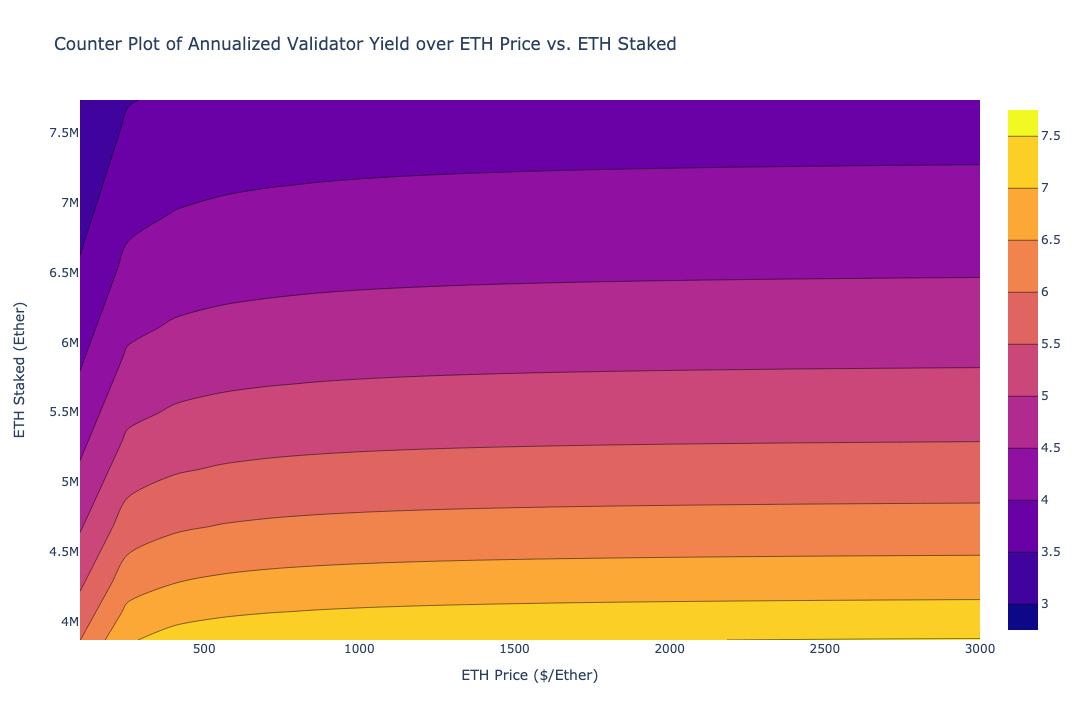 Counter Plot of Annualized Validator Yield over ETH Price vs. ETH Staked
7.5M
7M
6.5M
6M
5.5M
5M
4.5M
4M
ETH Staked (Ether)
500
1000
1500
2000
2500
3000
ETH Price ($/Ether)
7.5
7
6.5
6
5.5
5
4.5
4
3.5
3